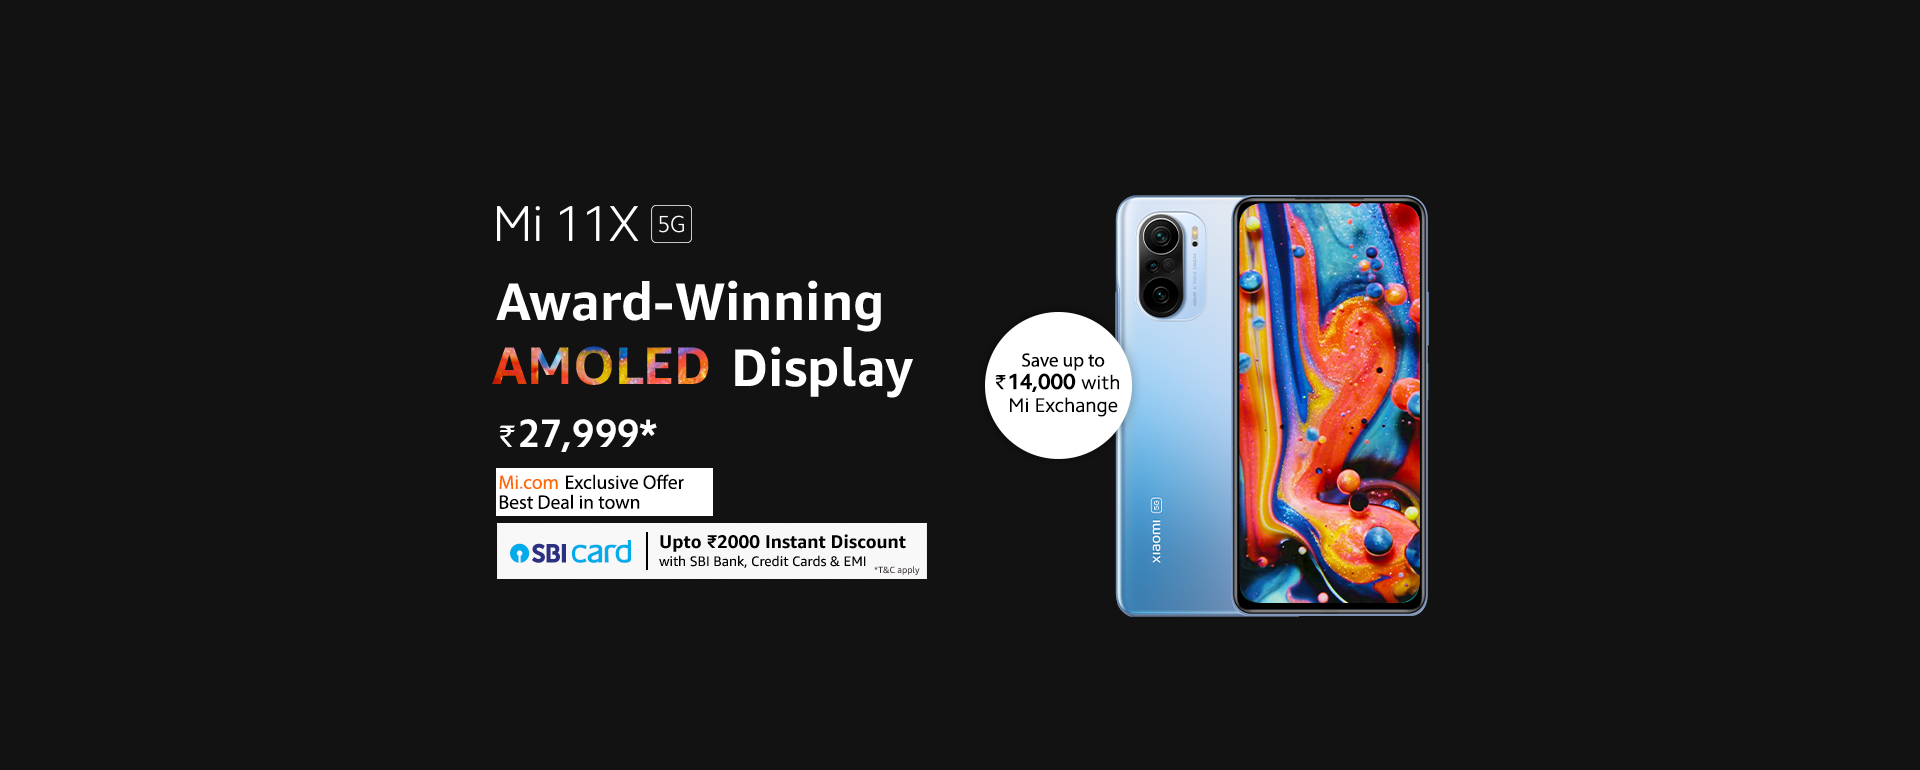 Mi 11X 5G
Award-Winning
AMOLED Display
₹27,999*
Mi.com Exclusive Offer
Best Deal in town
SBI card
Upto ₹2000 Instant Discount
with SBI Bank, Credit Cards & EMI
*T&C apply
Save up to
₹14,000 with
Mi Exchange
xiaomi 5G